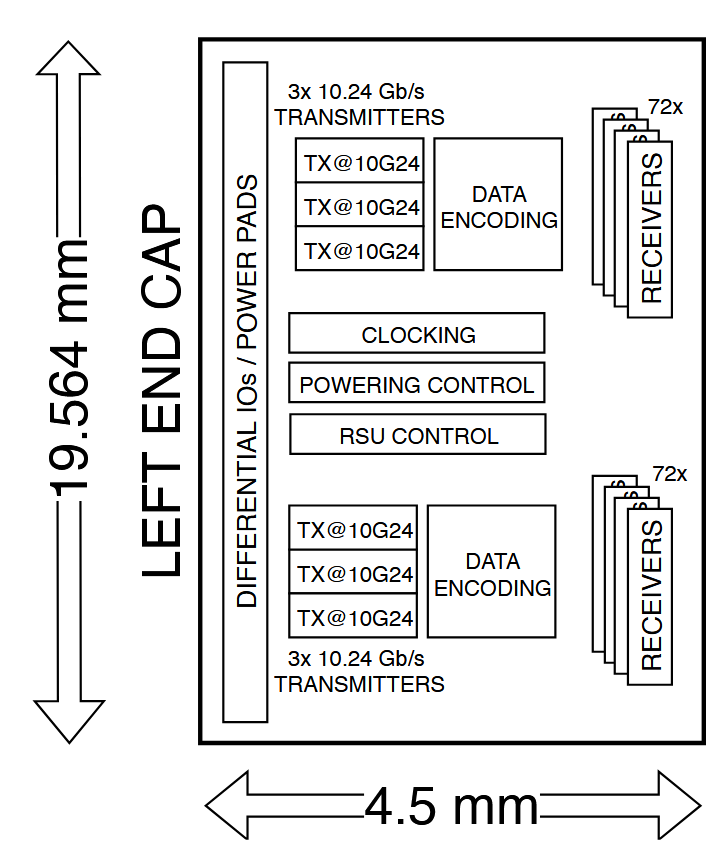 19.564 mm
LEFT END CAP
DIFFERENTIAL IOs / POWER PADS
3x 10.24 Gb/s
TRANSMITTERS
TX@10G24
TX@10G24
TX@10G24
DATA
ENCODING
72x
RECEIVERS
CLOCKING
POWERING CONTROL
RSU CONTROL
TX@10G24
TX@10G24
TX@10G24
DATA
ENCODING
72x
RECEIVERS
3x 10.24 Gb/s
TRANSMITTERS
4.5 mm